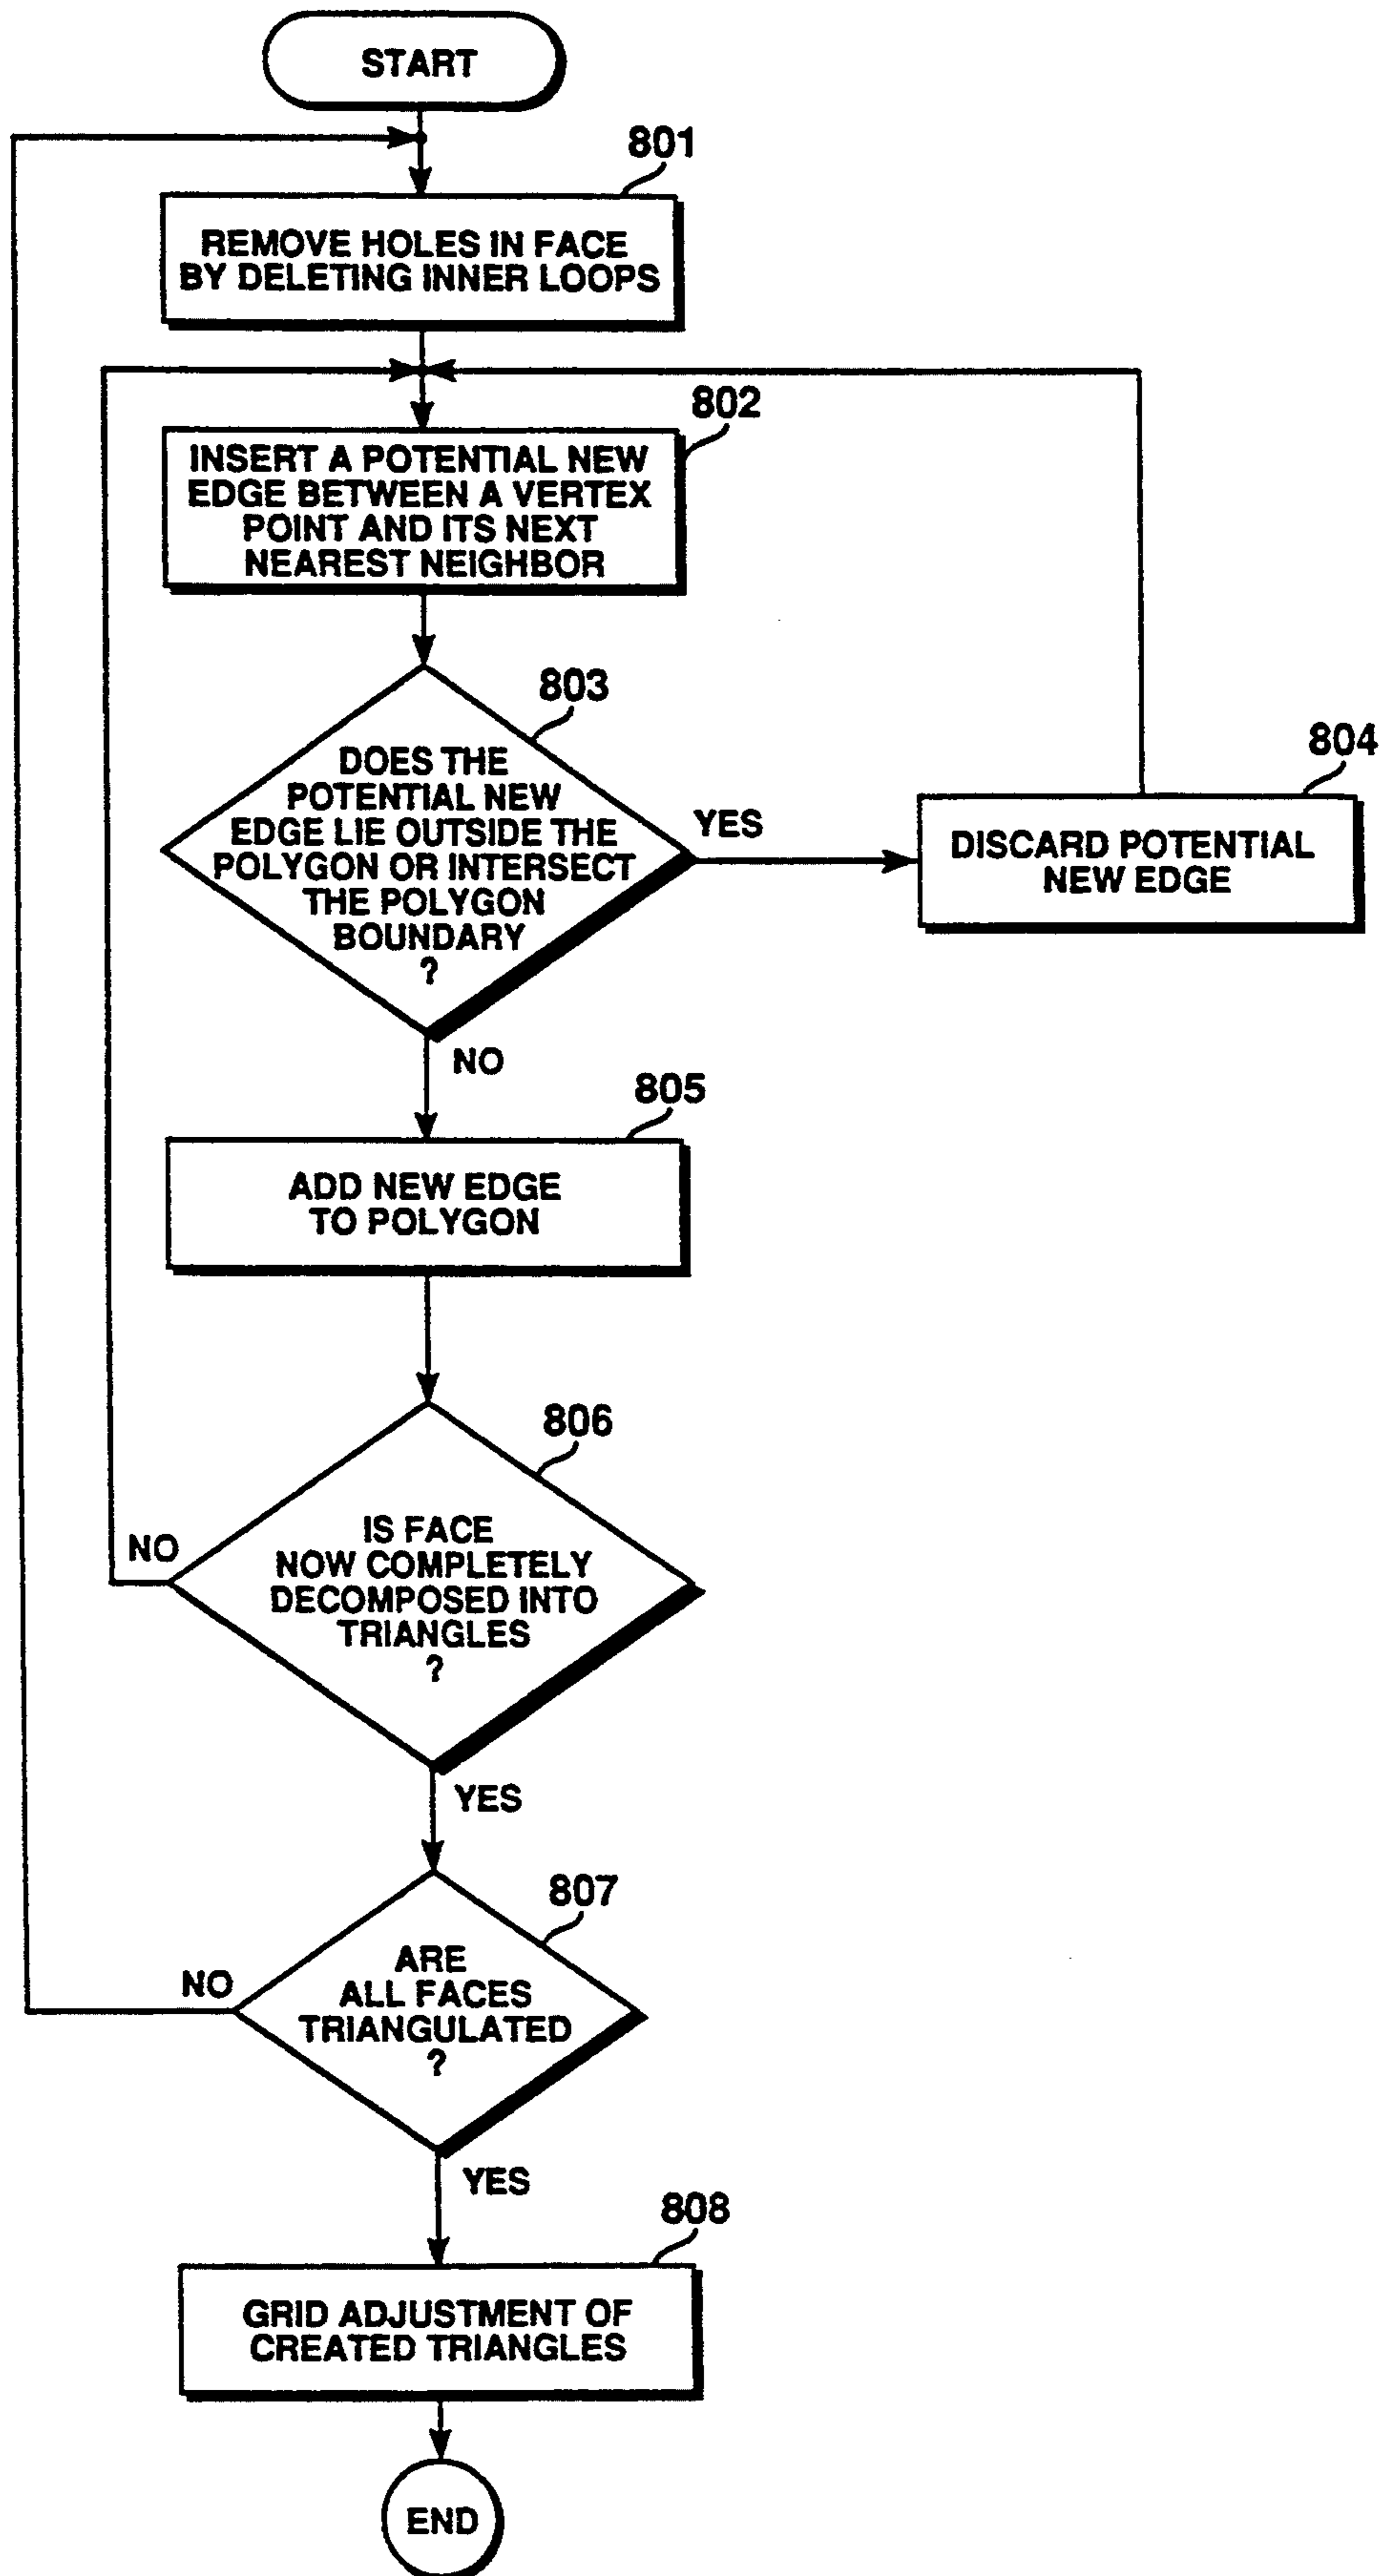 START
801
REMOVE HOLES IN FACE
BY DELETING INNER LOOPS
802
INSERT A POTENTIAL NEW
EDGE BETWEEN A VERTEX
POINT AND ITS NEXT
NEAREST NEIGHBOR
803
DOES THE
POTENTIAL NEW
EDGE LIE OUTSIDE THE
POLYGON OR INTERSECT
THE POLYGON
BOUNDARY
?
YES
804
DISCARD POTENTIAL
NEW EDGE
NO
805
ADD NEW EDGE
TO POLYGON
806
IS FACE
NOW COMPLETELY
DECOMPOSED INTO
TRIANGLES
?
NO
YES
807
ARE
ALL FACES
TRIANGULATED
?
NO
YES
808
GRID ADJUSTMENT OF
CREATED TRIANGLES
END